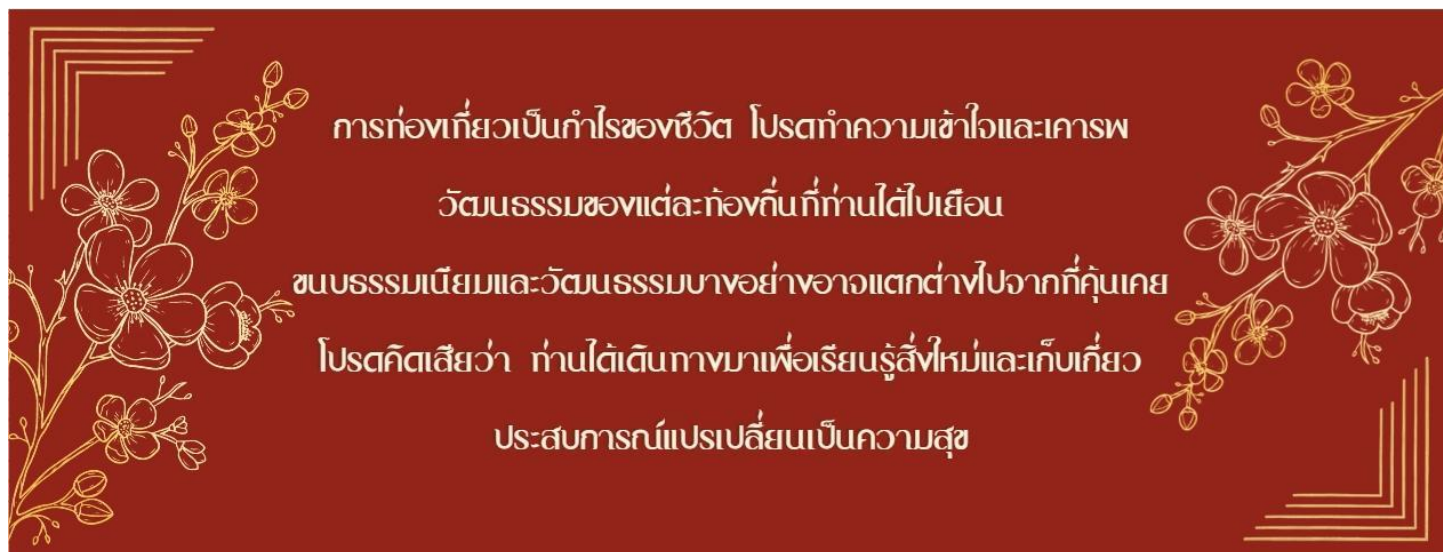 การท่องเที่ยวเป็นกำไรของชีวิต โปรดทำความเข้าใจและเคารพ
วัฒนธรรมของแต่ละท้องถิ่นที่ท่านได้ไปเยือน
ขนบธรรมเนียมและวัฒนธรรมบางอย่างอาจแตกต่างไปจากที่คุ้นเคย
โปรดคิดเสียว่า ท่านได้เดินทางมาเพื่อเรียนรู้สิ่งใหม่และเก็บเกี่ยว
ประสบการณ์แปรเปลี่ยนเป็นความสุข